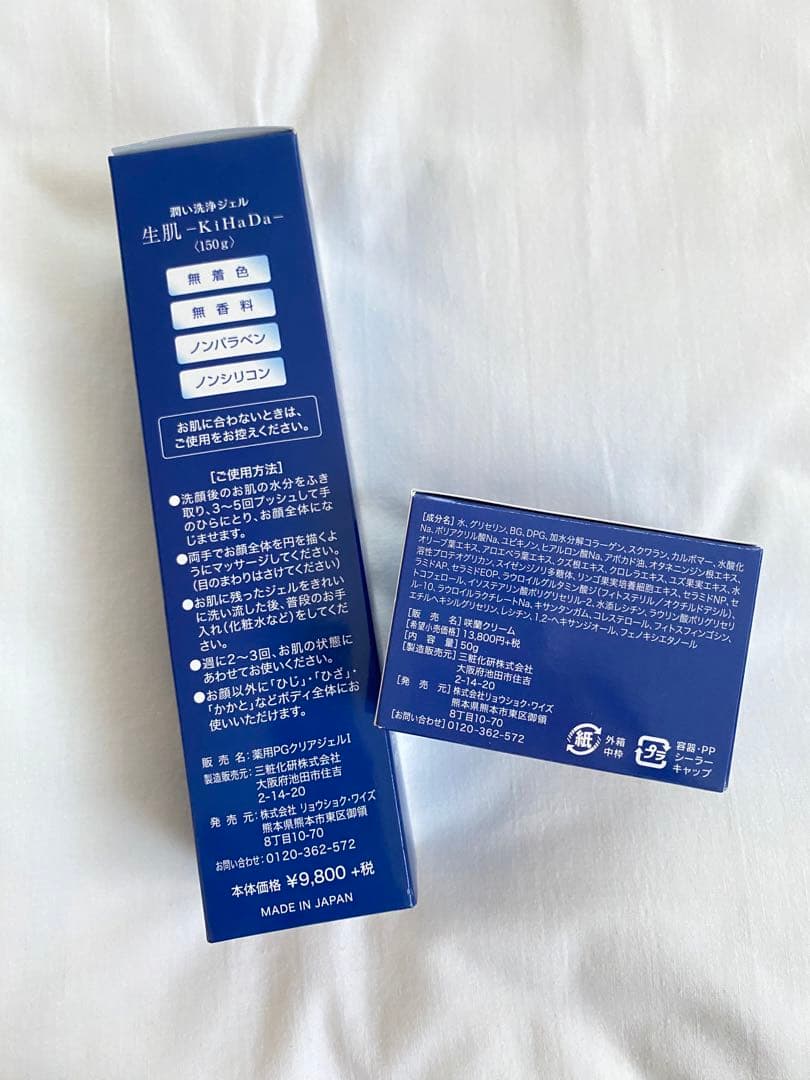 潤い洗浄ジェル
生肌 -KiHaDa-
〈150g〉
無着色
無香料
ノンパラベン
ノンシリコン
お肌に合わないときは、
ご使用をお控えください。
[ご使用方法]
●洗顔後のお肌の水分をふき
取り、3〜5回プッシュして手
のひらにとり、お顔全体にな
じませます。
●両手でお顔全体を円を描くよ
うにマッサージしてください。
(目のまわりはさけてください)
●お肌に残ったジェルをきれい
に洗い流した後、普段のお手
入れ(化粧水など)をしてくだ
さい。
●週に2〜3回、お肌の状態に
あわせてお使いください。
●お顔以外に「ひじ」・「ひざ」・
「かかと」などボディ全体にお
使いいただけます。
販売名:薬用PGクリアジェルI
製造販売元:三粧化研株式会社
大阪府池田市住吉
2-14-20
発売元:株式会社 リョウショク・ワイズ
熊本県熊本市東区御領
8丁目10-70
お問い合わせ:0120-362-572
本体価格 ¥9,800 +税
MADE IN JAPAN
[成分名] 水、グリセリン、BG、DPG、加水分解コラーゲン、スクワラン、カルボマー、水酸化
Na、ポリアクリル酸Na、ユビキノン、ヒアルロン酸Na、アボカド油、オタネニンジン根エキス、
オリーブ葉エキス、アロエベラ葉エキス、クズ根エキス、クロレラエキス、ユズ果実エキス、水
溶性プロテオグリカン、スイゼンジノリ多糖体、リンゴ果実培養細胞エキス、セラミドNP、セ
ラミドAP、セラミドEOP、ラウロイルグルタミン酸ジ(フィトステリル/オクチルドデシル)、
トコフェロール、イソステアリン酸ポリグリセリル-2、水添レシチン、ラウリン酸ポリグリセリ
ル-10、ラウロイルラクチレートNa、キサンタンガム、コレステロール、フィトスフィンゴシン、
エチルヘキシルグリセリン、レシチン、1,2-ヘキサンジオール、フェノキシエタノール
[販売名] 咲蘭クリーム
[希望小売価格] 13,800円+税
[内容量] 50g
[製造販売元] 三粧化研株式会社
大阪府池田市住吉
2-14-20
[発売元] 株式会社リョウショク・ワイズ
熊本県熊本市東区御領
8丁目10-70
[お問い合わせ] 0120-362-572
紙
外箱
中枠
プラ
容器・PP
シーラー
キャップ